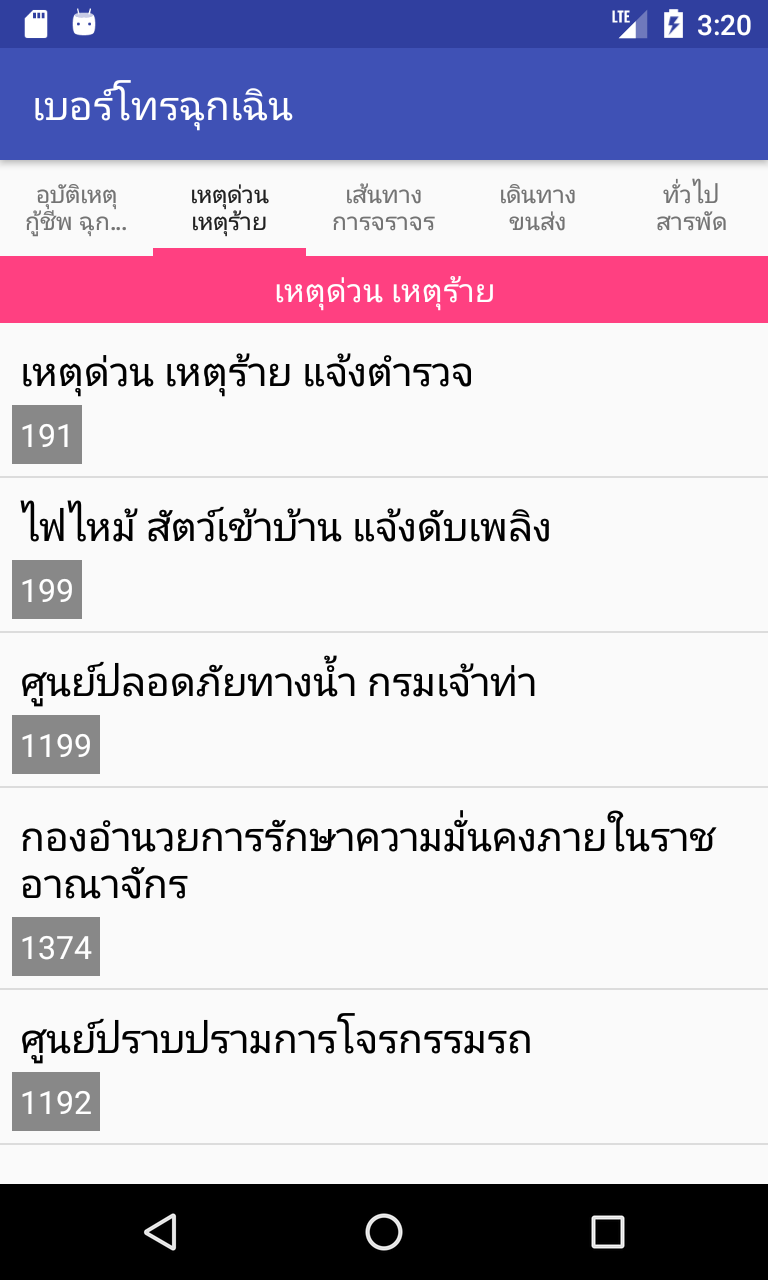 LTE 3:20
เบอร์โทรฉุกเฉิน
อุบัติเหตุ
กู้ชีพ ฉุก...
เหตุด่วน
เหตุร้าย
เส้นทาง
การจราจร
เดินทาง
ขนส่ง
ทั่วไป
สารพัด
เหตุด่วน เหตุร้าย
เหตุด่วน เหตุร้าย แจ้งตำรวจ
191
ไฟไหม้ สัตว์เข้าบ้าน แจ้งดับเพลิง
199
ศูนย์ปลอดภัยทางน้ำ กรมเจ้าท่า
1199
กองอำนวยการรักษาความมั่นคงภายในราช
อาณาจักร
1374
ศูนย์ปราบปรามการโจรกรรมรถ
1192